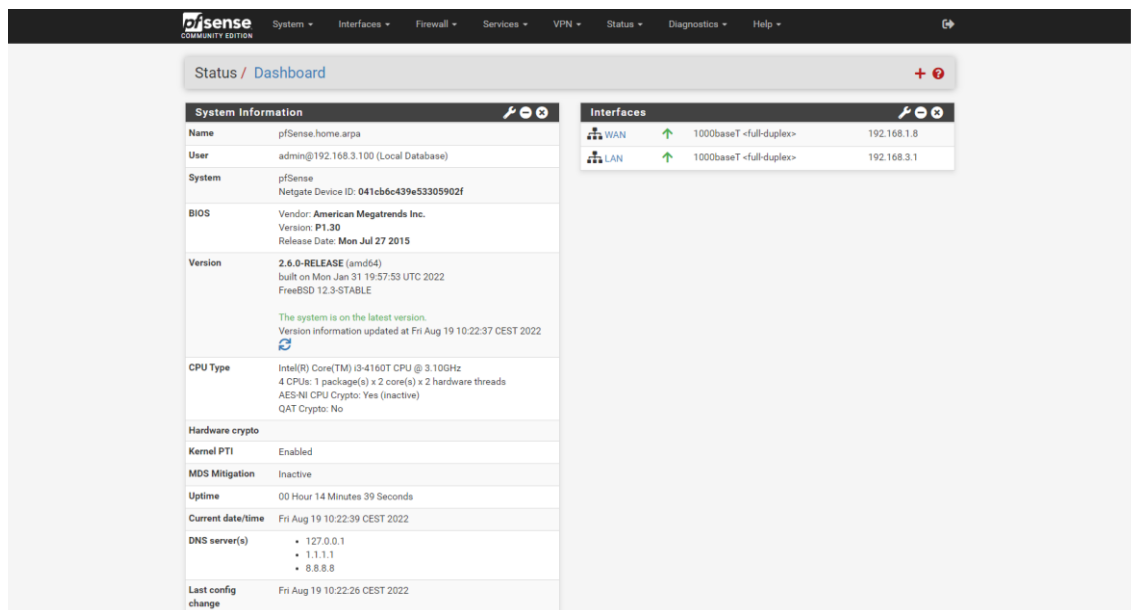 pfsense
COMMUNITY EDITION
System Interfaces Firewall Services VPN Status Diagnostics Help
Status / Dashboard
System Information
Name pfSense.home.arpa
User admin@192.168.3.100 (Local Database)
System pfSense
Netgate Device ID: 041cb6c439e53305902f
BIOS Vendor: American Megatrends Inc.
Version: P1.30
Release Date: Mon Jul 27 2015
Version 2.6.0-RELEASE (amd64)
built on Mon Jan 31 19:57:53 UTC 2022
FreeBSD 12.3-STABLE
The system is on the latest version.
Version information updated at Fri Aug 19 10:22:37 CEST 2022
CPU Type Intel(R) Core(TM) i3-4160T CPU @ 3.10GHz
4 CPUs: 1 package(s) x 2 core(s) x 2 hardware threads
AES-NI CPU Crypto: Yes (inactive)
QAT Crypto: No
Hardware crypto
Kernel PTI Enabled
MDS Mitigation Inactive
Uptime 00 Hour 14 Minutes 39 Seconds
Current date/time Fri Aug 19 10:22:39 CEST 2022
DNS server(s) • 127.0.0.1
• 1.1.1.1
• 8.8.8.8
Last config Fri Aug 19 10:22:26 CEST 2022
change
Interfaces
WAN 1000baseT <full-duplex> 192.168.1.8
LAN 1000baseT <full-duplex> 192.168.3.1